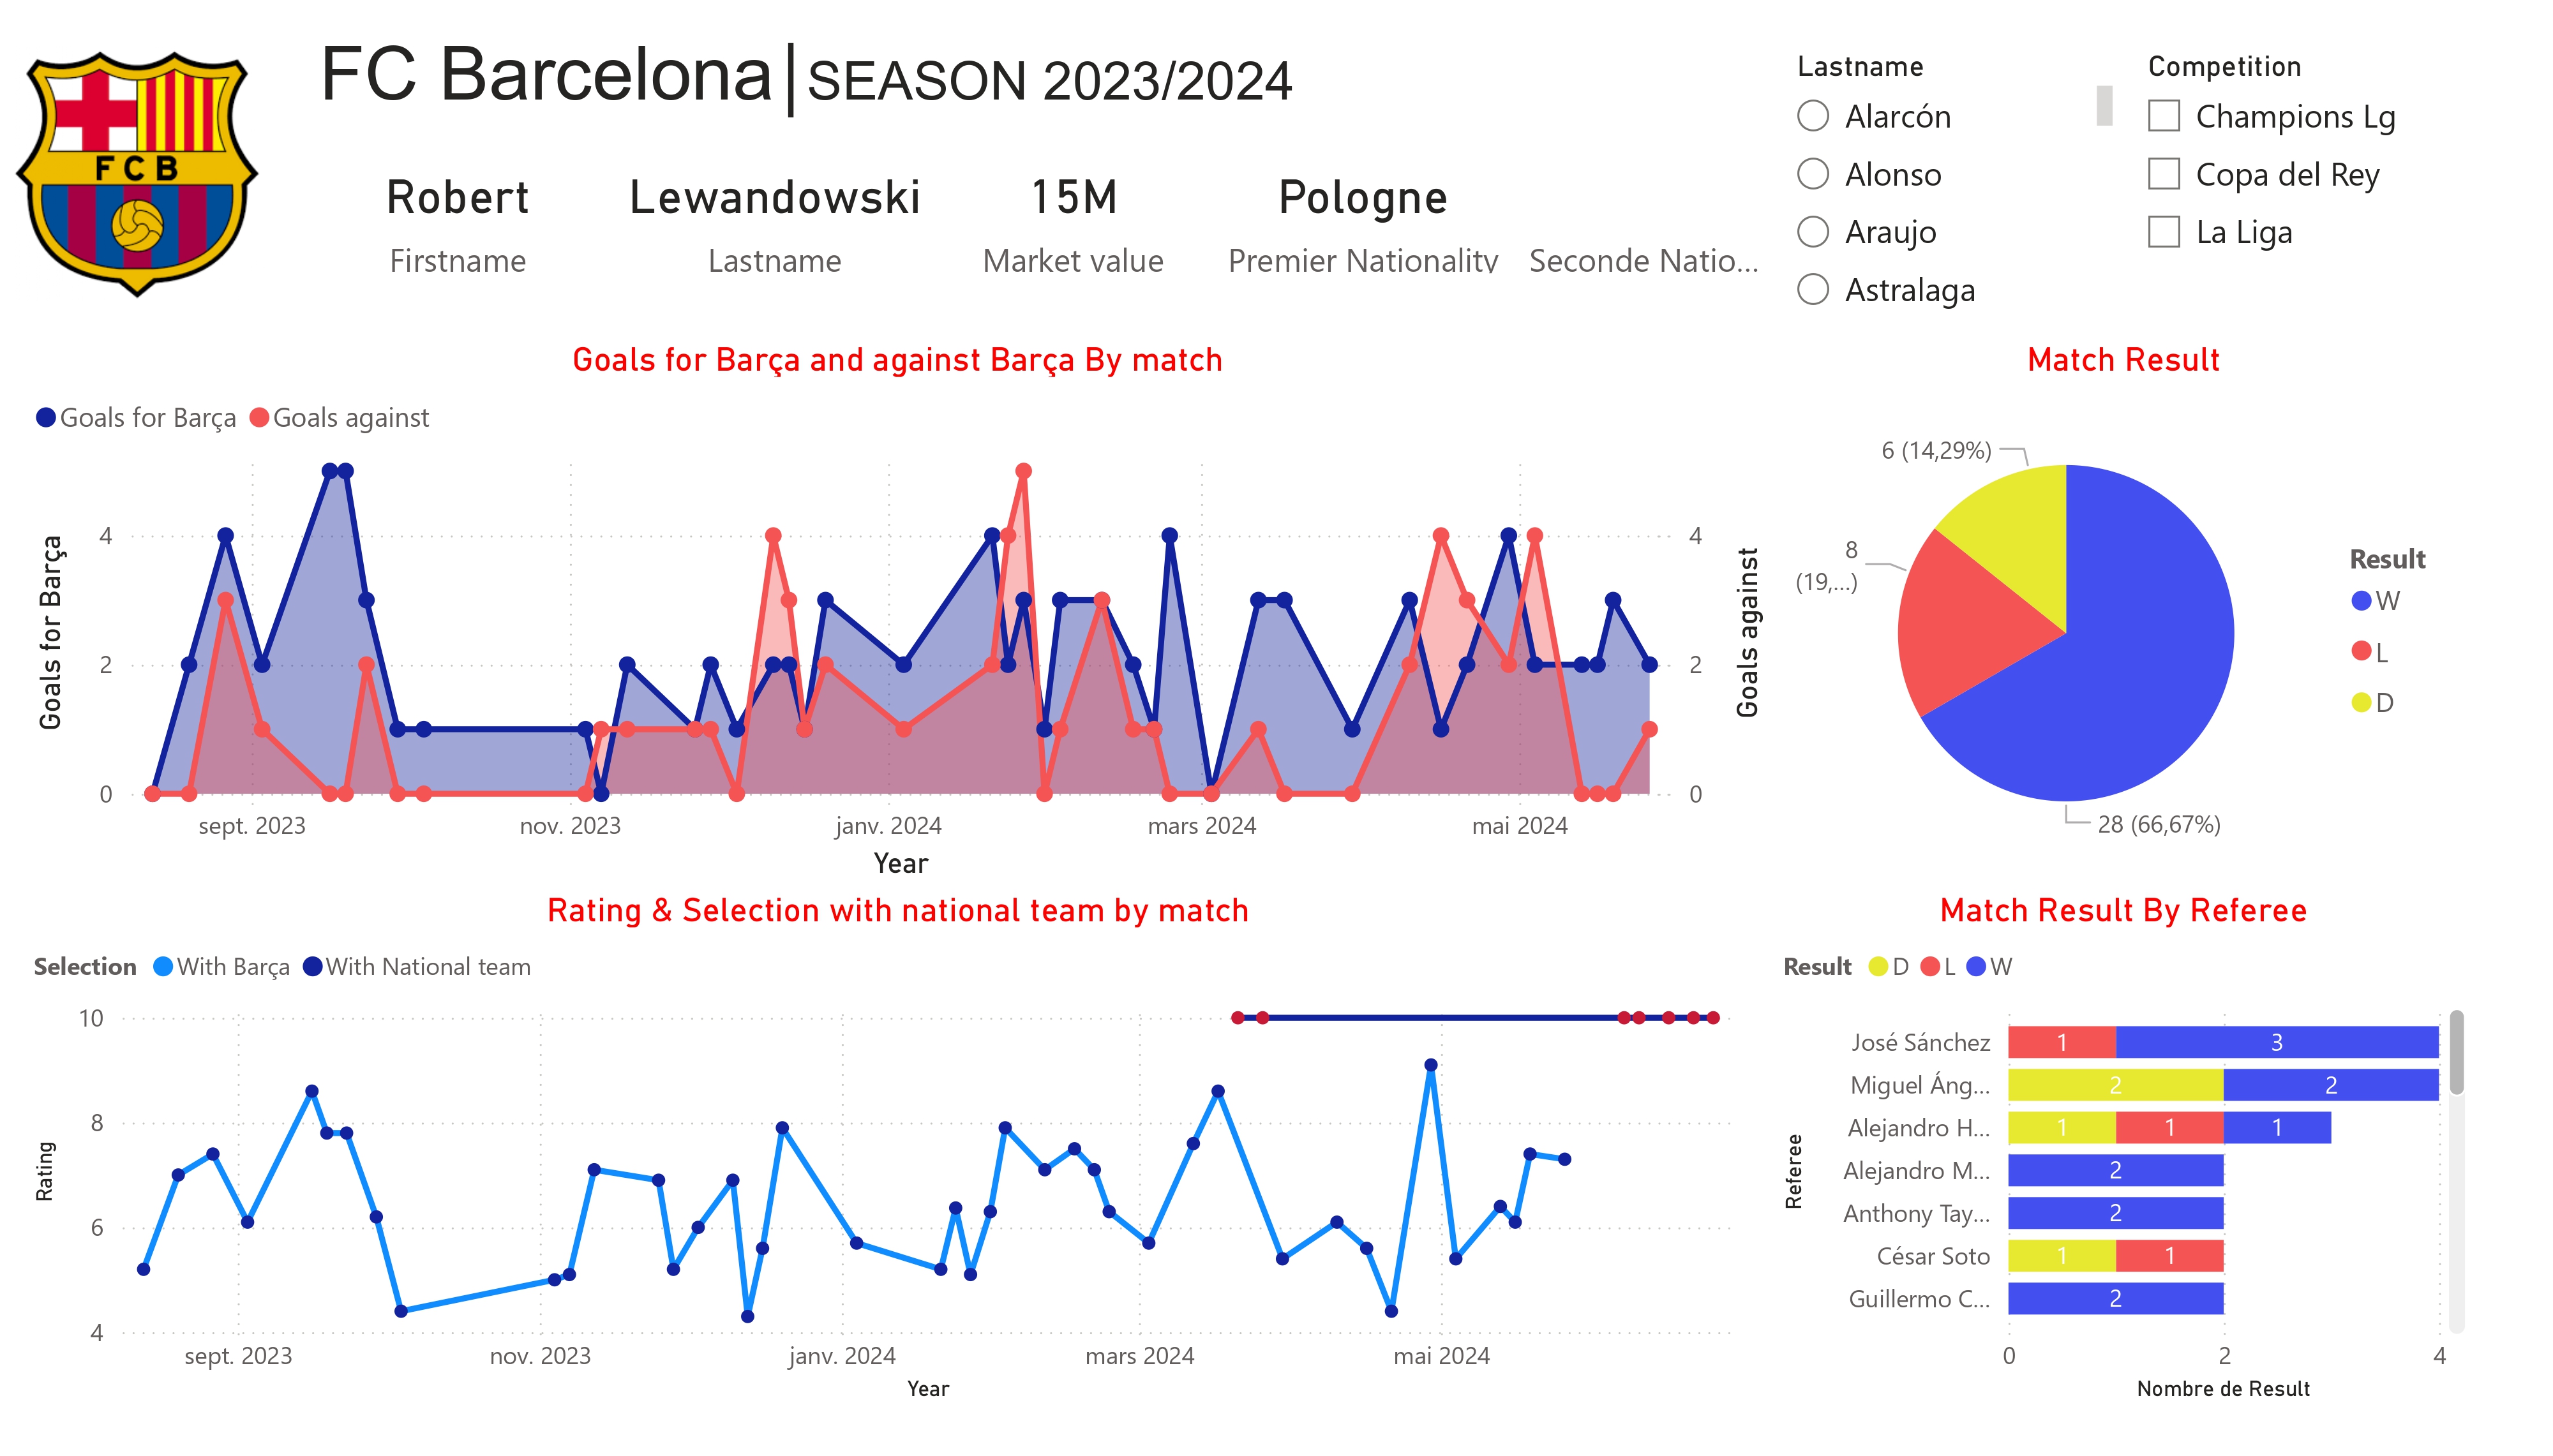 FC Barcelona|SEASON 2023/2024
FCB
Robert Lewandowski 15M Pologne
Firstname Lastname Market value Premier Nationality Seconde Natio...
Lastname
Alarcón
Alonso
Araujo
Astralaga
Competition
Champions Lg
Copa del Rey
La Liga
Goals for Barça and against Barça By match
Goals for Barça Goals against
Goals for Barça
4
2
0
4
2
0
Goals against
sept. 2023 nov. 2023 janv. 2024 mars 2024 mai 2024
Year
Match Result
6 (14,29%)
8
(19,...)
28 (66,67%)
Result
W
L
D
Rating & Selection with national team by match
Selection With Barça With National team
Rating
10
8
6
4
sept. 2023 nov. 2023 janv. 2024 mars 2024 mai 2024
Year
Match Result By Referee
Result D L W
Referee
José Sánchez 1 3
Miguel Áng... 2 2
Alejandro H... 1 1 1
Alejandro M... 2
Anthony Tay... 2
César Soto 1 1
Guillermo C... 2
0 2 4
Nombre de Result